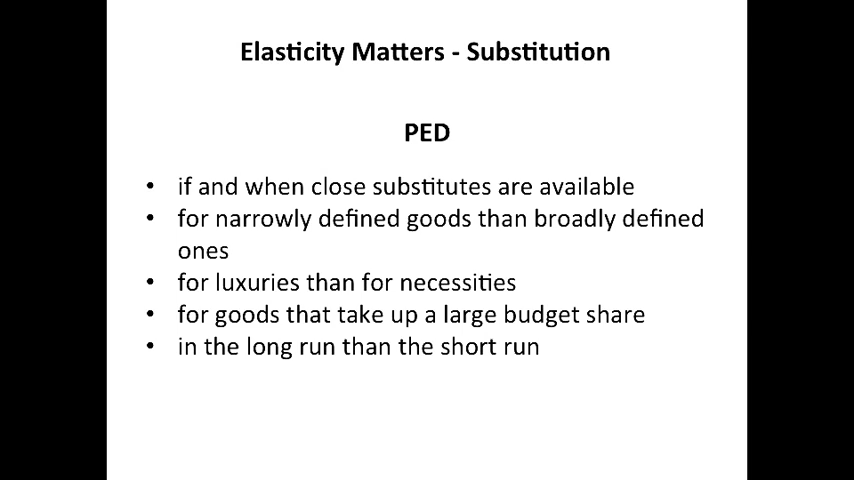 Elasticity Matters - Substitution
PED
• if and when close substitutes are available
• for narrowly defined goods than broadly defined
ones
• for luxuries than for necessities
• for goods that take up a large budget share
• in the long run than the short run